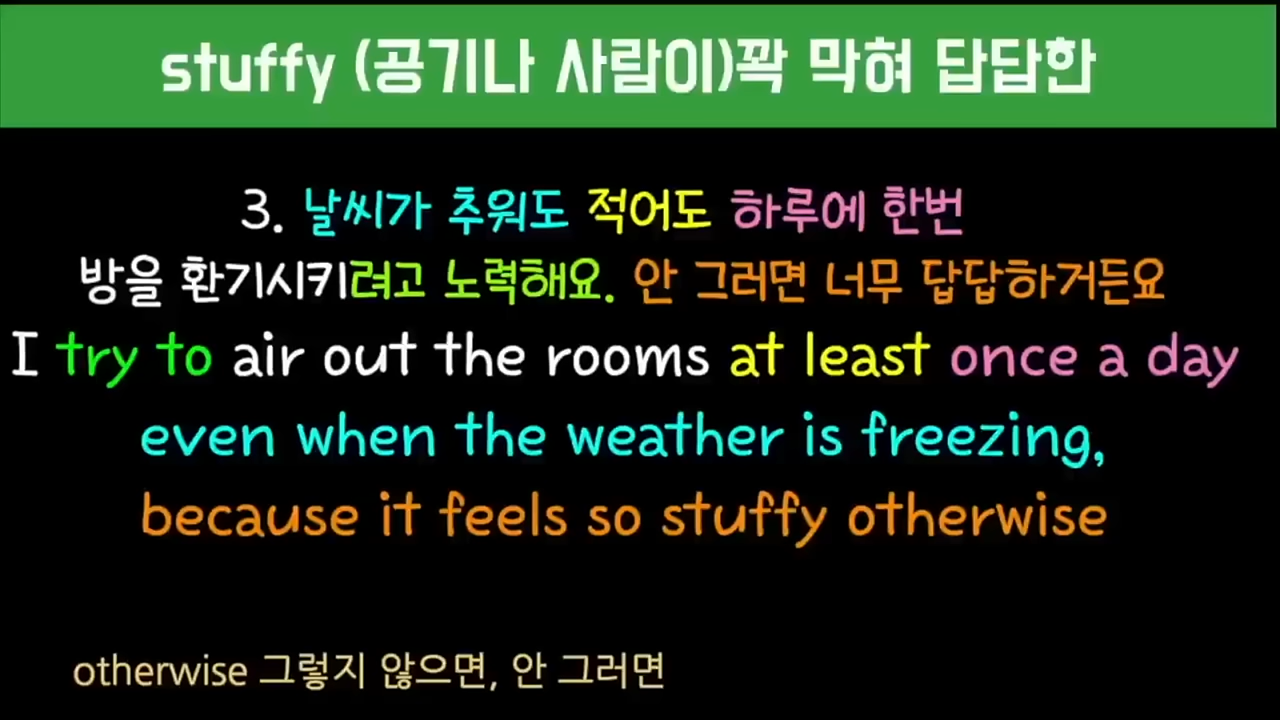 stuffy (공기나 사람이)꽉 막혀 답답한
3. 날씨가 추워도 적어도 하루에 한번
방을 환기시키려고 노력해요. 안 그러면 너무 답답하거든요
I try to air out the rooms at least once a day
even when the weather is freezing,
because it feels so stuffy otherwise
otherwise 그렇지 않으면, 안 그러면